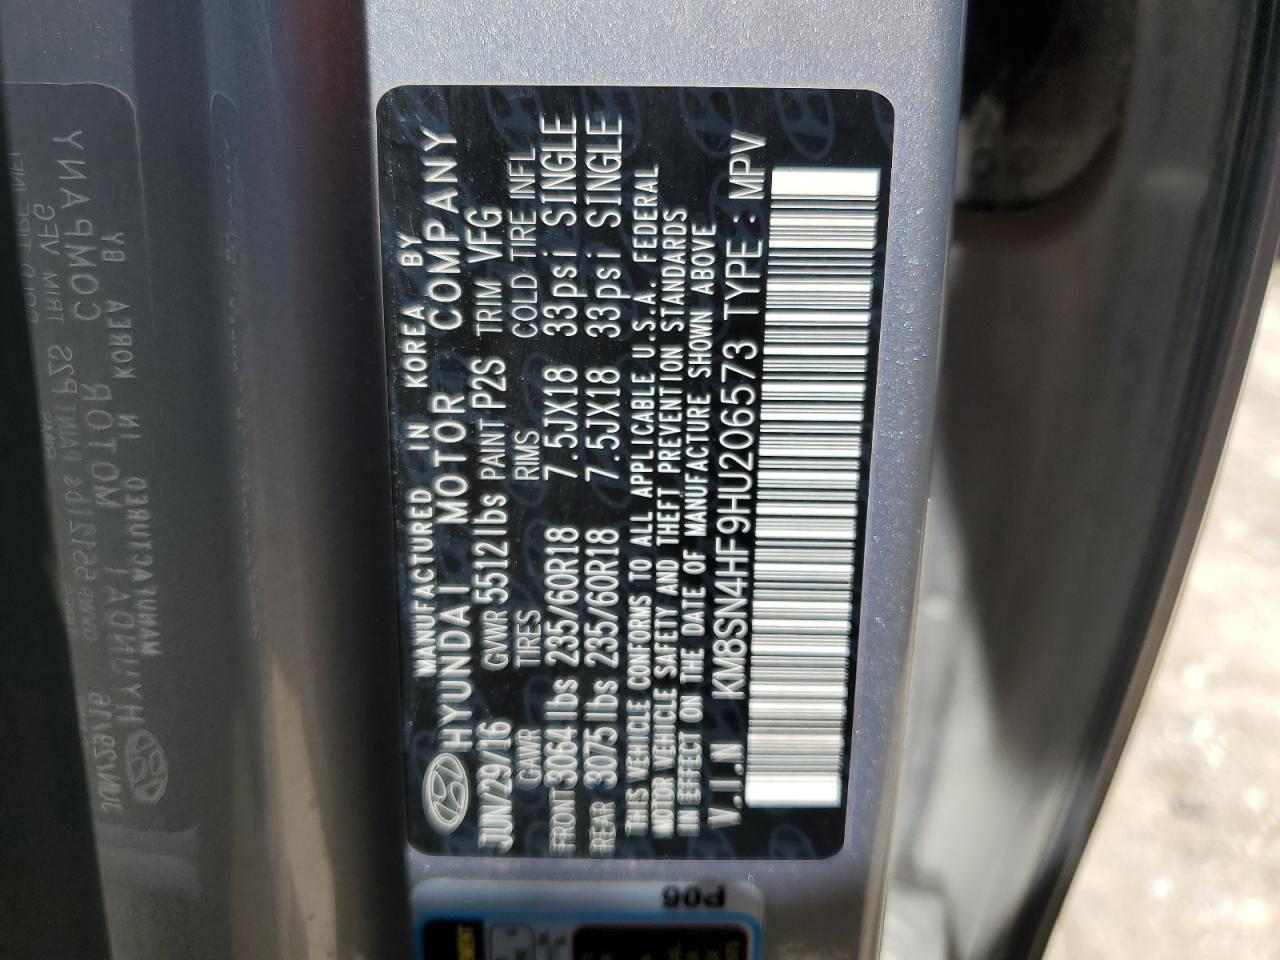 MANUFACTURED IN KOREA BY
HYUNDAI MOTOR COMPANY
JUN/29/16 GVWR 5512lbs PAINT P2S TRIM VFG
GAWR TIRES RIMS COLD TIRE INFL
FRONT 3064lbs 235/60R18 7.5JX18 33psi SINGLE
REAR 3075lbs 235/60R18 7.5JX18 33psi SINGLE
THIS VEHICLE CONFORMS TO ALL APPLICABLE U.S.A. FEDERAL
MOTOR VEHICLE SAFETY AND THEFT PREVENTION STANDARDS
IN EFFECT ON THE DATE OF MANUFACTURE SHOWN ABOVE
V.I.N KM8SN4HF9HU206573 TYPE: MPV
P06